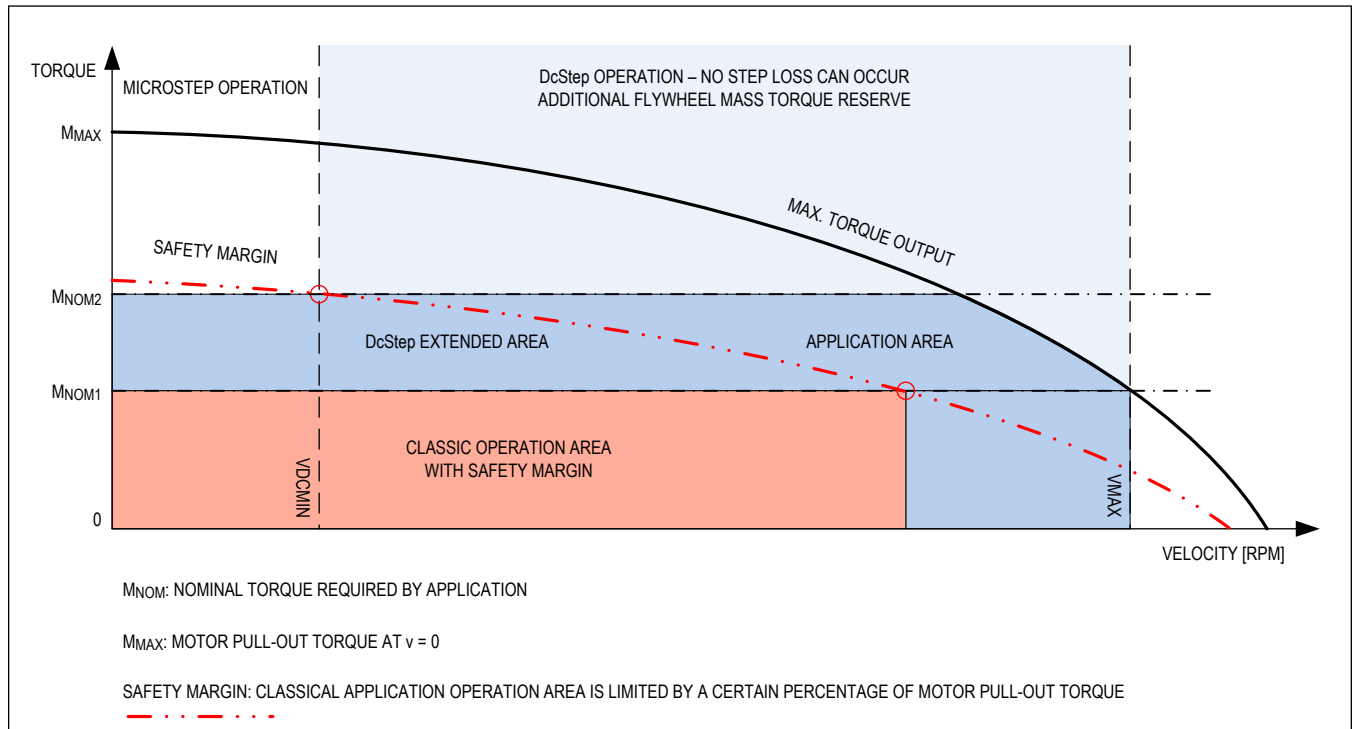 TORQUE
MICROSTEP OPERATION
DcStep OPERATION – NO STEP LOSS CAN OCCUR
ADDITIONAL FLYWHEEL MASS TORQUE RESERVE
MMAX
MAX. TORQUE OUTPUT
SAFETY MARGIN
MNOM2
DcStep EXTENDED AREA
APPLICATION AREA
MNOM1
CLASSIC OPERATION AREA
WITH SAFETY MARGIN
VDCMIN
VMAX
0
VELOCITY [RPM]
MNOM: NOMINAL TORQUE REQUIRED BY APPLICATION
MMAX: MOTOR PULL-OUT TORQUE AT v = 0
SAFETY MARGIN: CLASSICAL APPLICATION OPERATION AREA IS LIMITED BY A CERTAIN PERCENTAGE OF MOTOR PULL-OUT TORQUE